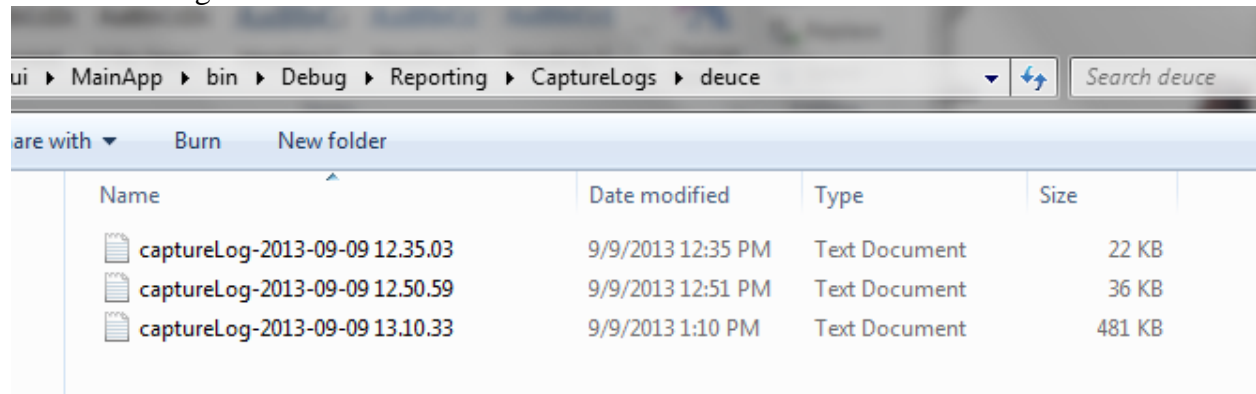 ui ▸ MainApp ▸ bin ▸ Debug ▸ Reporting ▸ CaptureLogs ▸ deuce Search deuce
are with Burn New folder
Name Date modified Type Size
captureLog-2013-09-09 12.35.03 9/9/2013 12:35 PM Text Document 22 KB
captureLog-2013-09-09 12.50.59 9/9/2013 12:51 PM Text Document 36 KB
captureLog-2013-09-09 13.10.33 9/9/2013 1:10 PM Text Document 481 KB